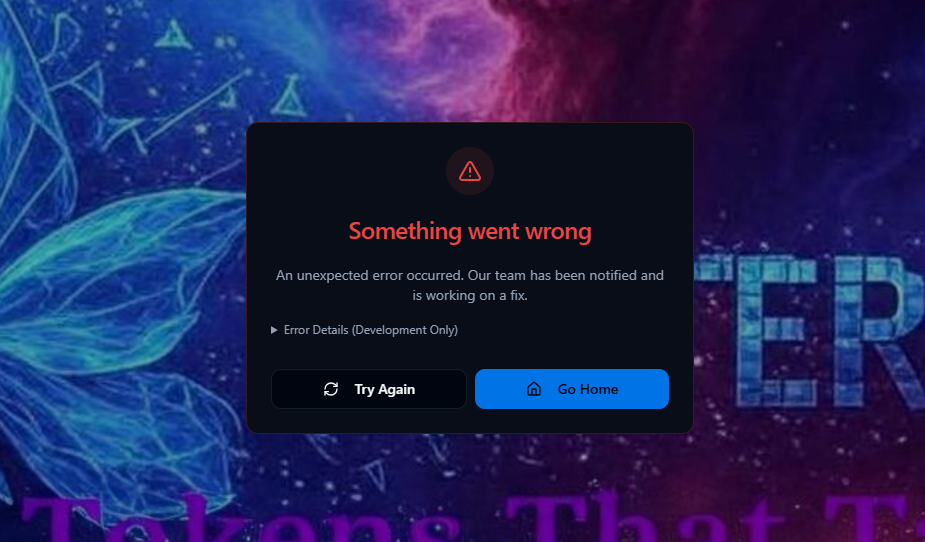 TER
Something went wrong
An unexpected error occurred. Our team has been notified and
is working on a fix.
Error Details (Development Only)
Try Again
Go Home
Tokens That